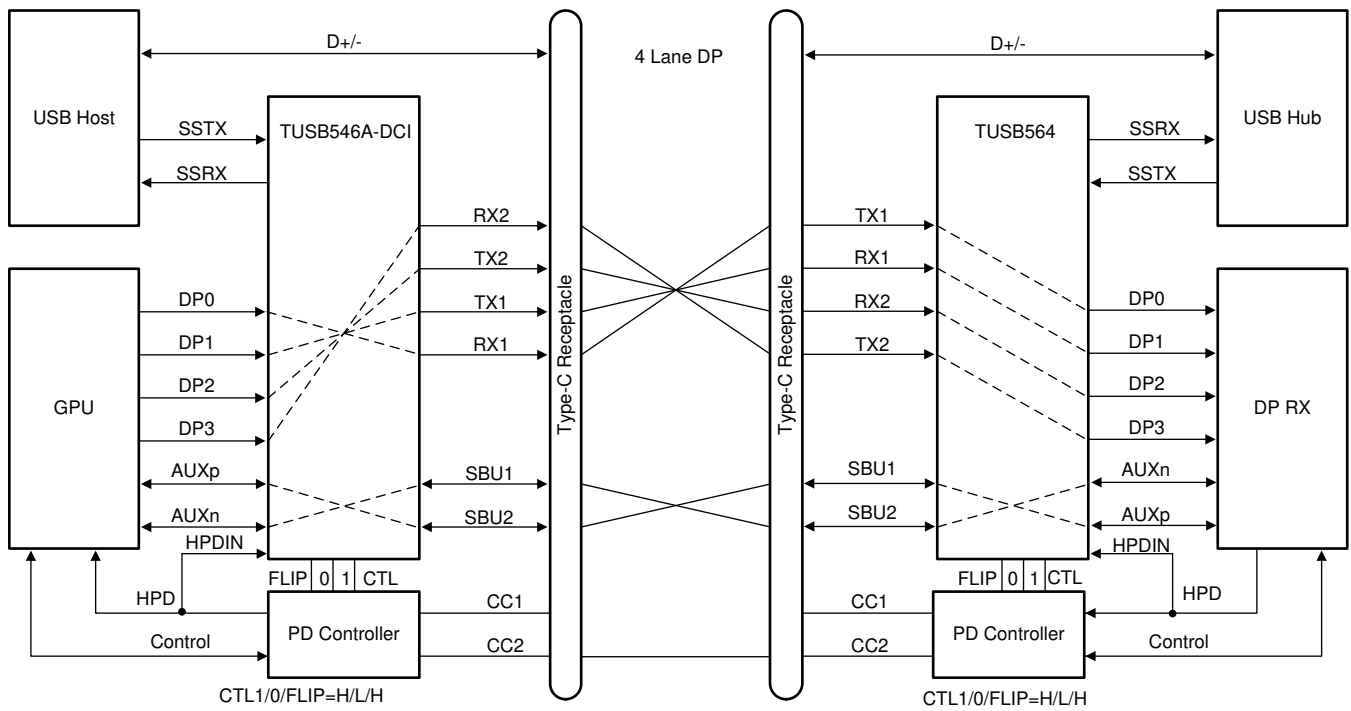 D+/-
4 Lane DP
D+/-
USB Host
TUSB546A-DCI
TUSB564
USB Hub
SSTX
SSRX
SSRX
SSTX
RX2
TX2
TX1
RX1
TX1
RX1
RX2
TX2
Type-C Receptacle
Type-C Receptacle
GPU
DP0
DP1
DP2
DP3
AUXp
AUXn
HPDIN
SBU1
SBU2
SBU1
SBU2
DP0
DP1
DP2
DP3
AUXn
AUXp
HPDIN
DP RX
FLIP 0 1 CTL
FLIP 0 1 CTL
HPD
Control
PD Controller
CC1
CC2
CC1
CC2
PD Controller
HPD
Control
CTL1/0/FLIP=H/L/H
CTL1/0/FLIP=H/L/H